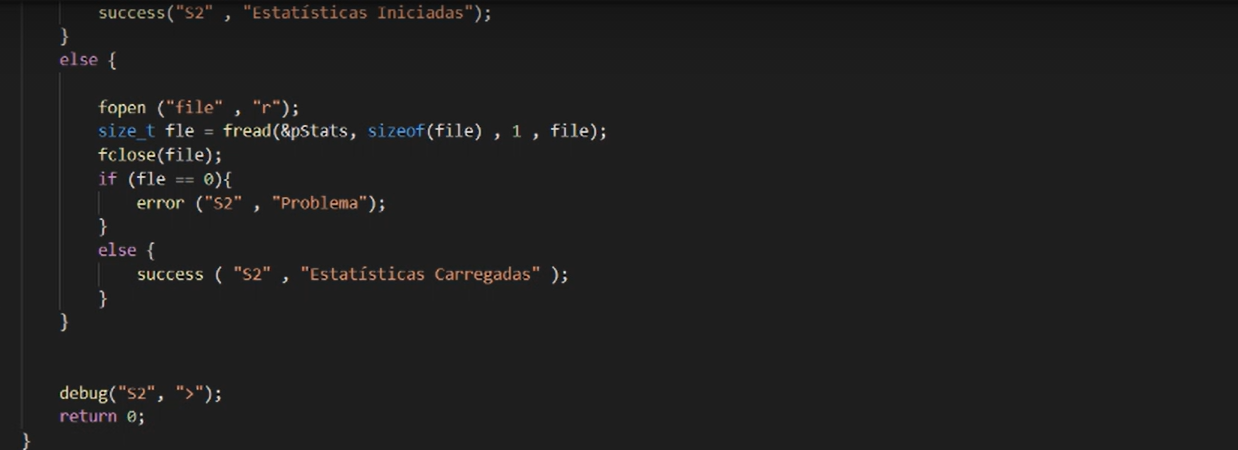 success("S2" , "Estatísticas Iniciadas");
}
else {
fopen ("file" , "r");
size_t fle = fread(&pStats, sizeof(file) , 1 , file);
fclose(file);
if (fle == 0){
error ("S2" , "Problema");
}
else {
success ( "S2" , "Estatísticas Carregadas" );
}
}
debug("S2", ">");
return 0;
}